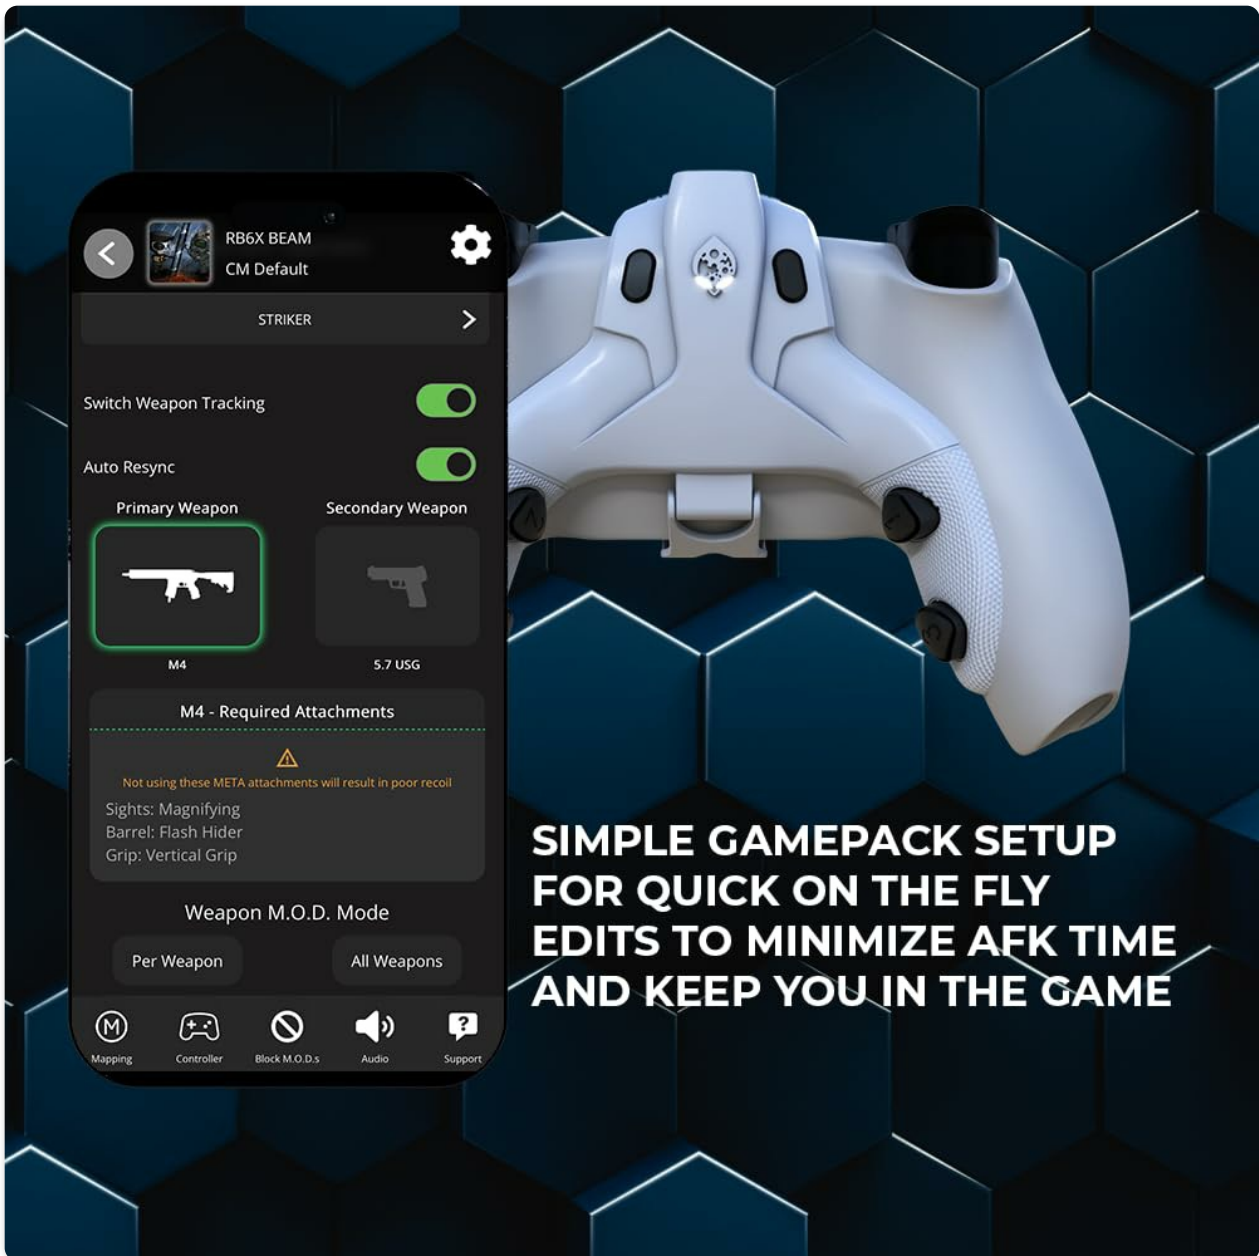 RB6X BEAM
CM Default
STRIKER
Switch Weapon Tracking
Auto Resync
Primary Weapon
Secondary Weapon
M4
5.7 USG
M4 - Required Attachments
Not using these META attachments will result in poor recoil
Sights: Magnifying
Barrel: Flash Hider
Grip: Vertical Grip
Weapon M.O.D. Mode
Per Weapon
All Weapons
M
Mapping
Controller
Block M.O.D.s
Audio
?
Support
SIMPLE GAMEPACK SETUP
FOR QUICK ON THE FLY
EDITS TO MINIMIZE AFK TIME
AND KEEP YOU IN THE GAME